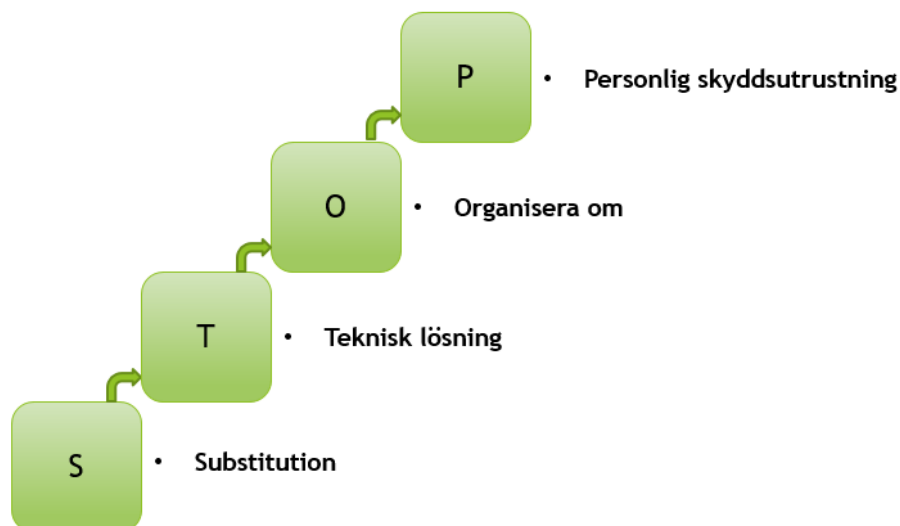 P • Personlig skyddsutrustning
O • Organisera om
T • Teknisk lösning
S • Substitution